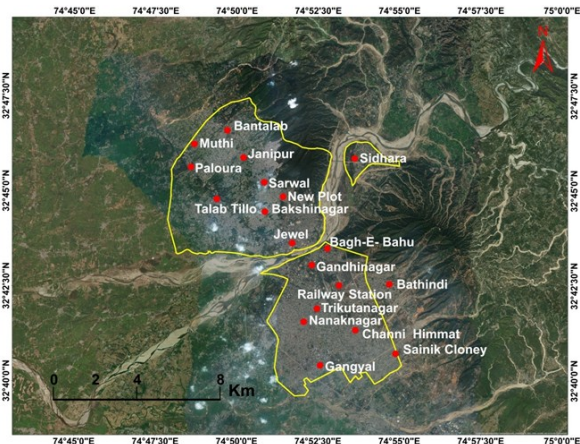 74°45'0"E 74°47'30"E 74°50'0"E 74°52'30"E 74°55'0"E 74°57'30"E 75°0'0"E
N
32°47'30"N 32°47'30"N
Bantalab
Muthi
Janipur
Sidhara
Paloura
32°45'0"N 32°45'0"N
Sarwal
New Plot
Talab Tillo Bakshinagar
Jewel
Bagh-E- Bahu
Gandhinagar
32°42'30"N 32°42'30"N
Bathindi
Railway Station
Trikutanagar
Nanaknagar
Channi Himmat
Sainik Cloney
Gangyal
32°40'0"N 32°40'0"N
0 2 4 8
Km
74°45'0"E 74°47'30"E 74°50'0"E 74°52'30"E 74°55'0"E 74°57'30"E 75°0'0"E